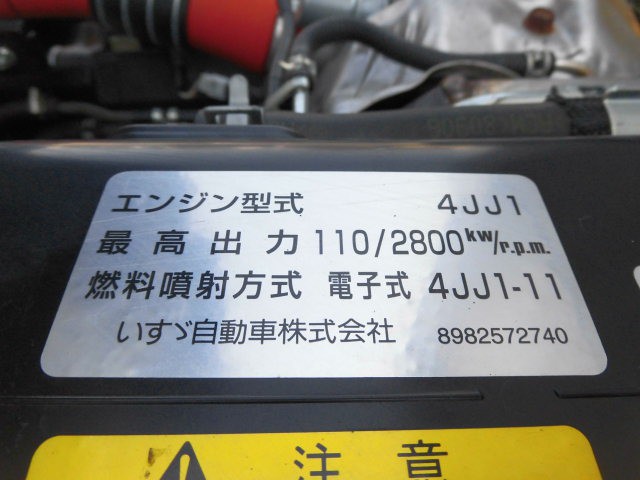 エンジン型式 4JJ1
最高出力 110/2800kw/r.p.m.
燃料噴射方式 電子式 4JJ1-11
いすゞ自動車株式会社 8982572740
注意